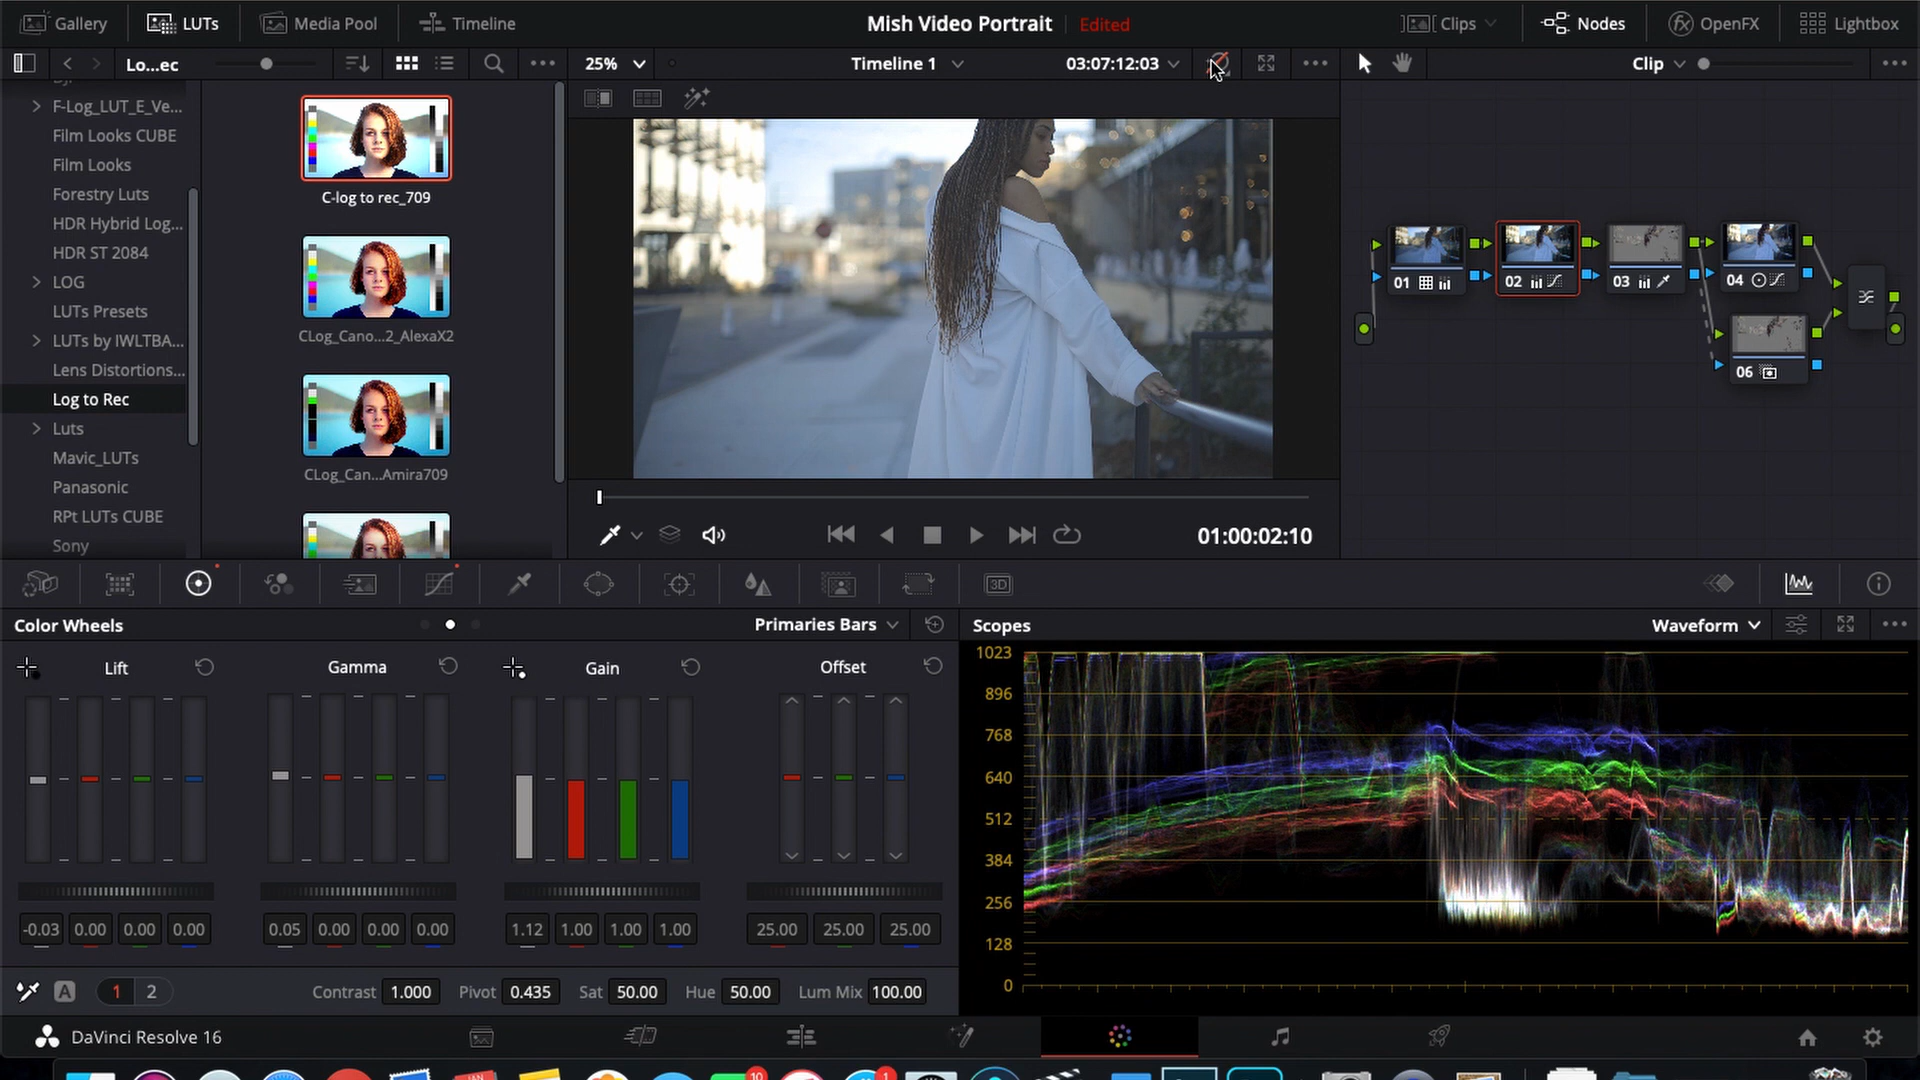 Gallery
LUTs
Media Pool
Timeline
Mish Video Portrait
Edited
Clips
Nodes
OpenFX
Lightbox
Lo...ec
25%
Timeline 1
03:07:12:03
Clip
F-Log_LUT_E_Ve...
Film Looks CUBE
Film Looks
Forestry Luts
HDR Hybrid Log...
HDR ST 2084
LOG
LUTs Presets
LUTs by IWLTBA...
Lens Distortions...
Log to Rec
Luts
Mavic_LUTs
Panasonic
RPt LUTs CUBE
Sony
C-log to rec_709
CLog_Cano...2_AlexaX2
CLog_Can...Amira709
01
02
03
04
06
01:00:02:10
3D
Color Wheels
Primaries Bars
Scopes
Waveform
Lift
Gamma
Gain
Offset
-0.03 0.00 0.00 0.00
0.05 0.00 0.00 0.00
1.12 1.00 1.00 1.00
25.00 25.00 25.00
1023
896
768
640
512
384
256
128
0
A
1
2
Contrast 1.000
Pivot 0.435
Sat 50.00
Hue 50.00
Lum Mix 100.00
DaVinci Resolve 16
JAN
10
1